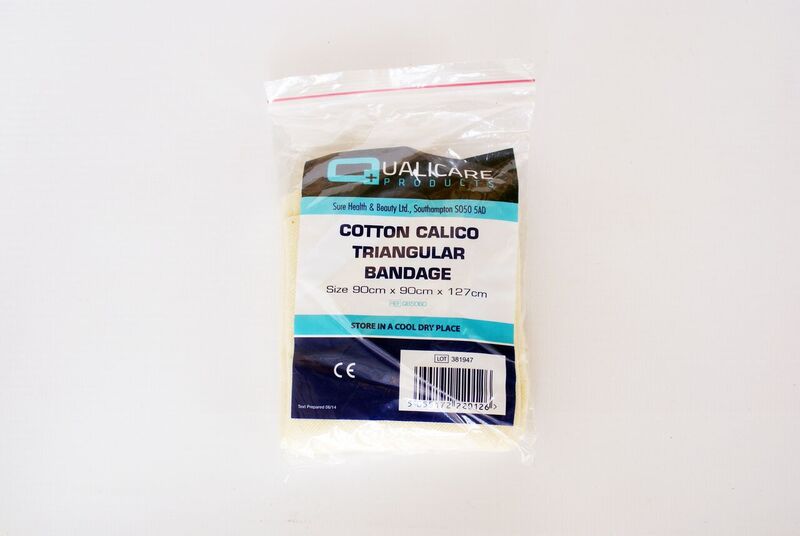 QUALICARE
PRODUCTS
Sure Health & Beauty Ltd., Southampton SO50 5AD
COTTON CALICO
TRIANGULAR
BANDAGE
Size 90cm x 90cm x 127cm
REF
STORE IN A COOL DRY PLACE
LOT 381947
CE
Text Prepared 06/14